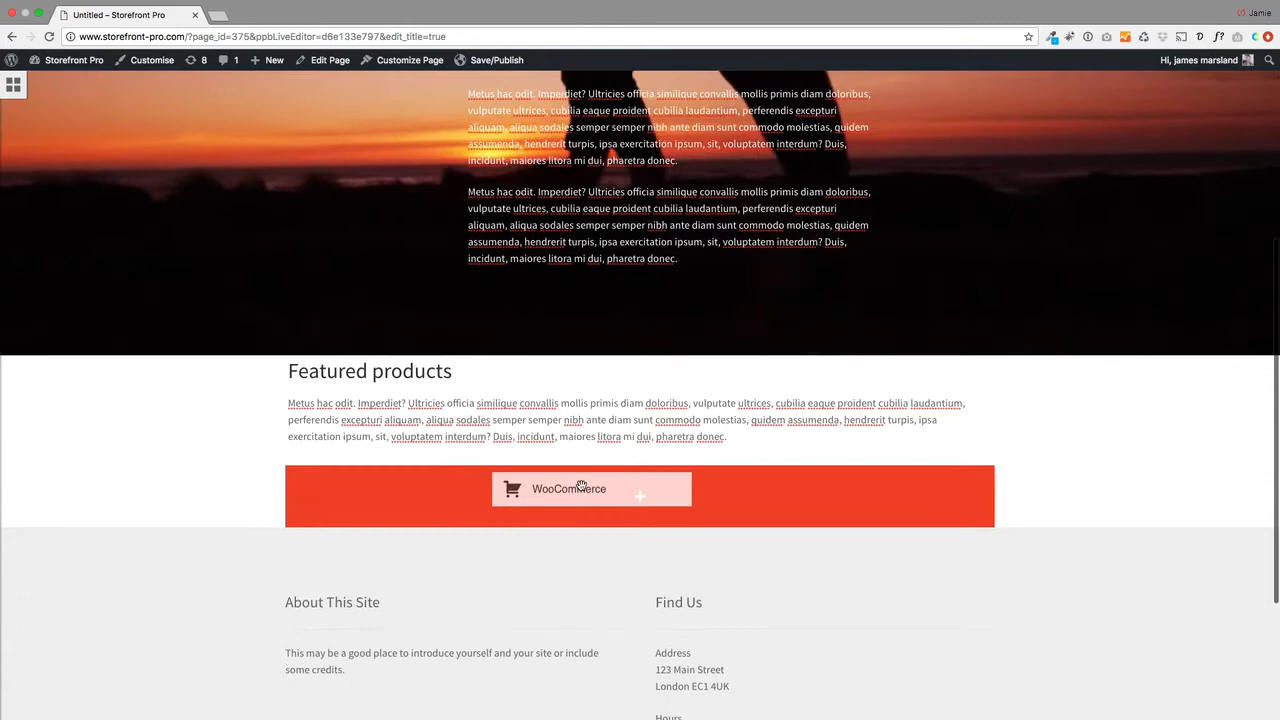 Untitled – Storefront Pro
Jamie
www.storefront-pro.com/?page_id=375&ppbLiveEditor=d6e133e797&edit_title=true
Storefront Pro Customise 8 1 New Edit Page Customize Page Save/Publish Hi, james marsland
Metus hac odit. Imperdiet? Ultricies officia similique convallis mollis primis diam doloribus,
vulputate ultrices, cubilia eaque proident cubilia laudantium, perferendis excepturi
aliquam, aliqua sodales semper semper nibh ante diam sunt commodo molestias, quidem
assumenda, hendrerit turpis, ipsa exercitation ipsum, sit, voluptatem interdum? Duis,
incidunt, maiores litora mi dui, pharetra donec.
Metus hac odit. Imperdiet? Ultricies officia similique convallis mollis primis diam doloribus,
vulputate ultrices, cubilia eaque proident cubilia laudantium, perferendis excepturi
aliquam, aliqua sodales semper semper nibh ante diam sunt commodo molestias, quidem
assumenda, hendrerit turpis, ipsa exercitation ipsum, sit, voluptatem interdum? Duis,
incidunt, maiores litora mi dui, pharetra donec.
Featured products
Metus hac odit. Imperdiet? Ultricies officia similique convallis mollis primis diam doloribus, vulputate ultrices, cubilia eaque proident cubilia laudantium,
perferendis excepturi aliquam, aliqua sodales semper semper nibh ante diam sunt commodo molestias, quidem assumenda, hendrerit turpis, ipsa
exercitation ipsum, sit, voluptatem interdum? Duis, incidunt, maiores litora mi dui, pharetra donec.
WooCommerce
About This Site
This may be a good place to introduce yourself and your site or include
some credits.
Find Us
Address
123 Main Street
London EC1 4UK
Hours